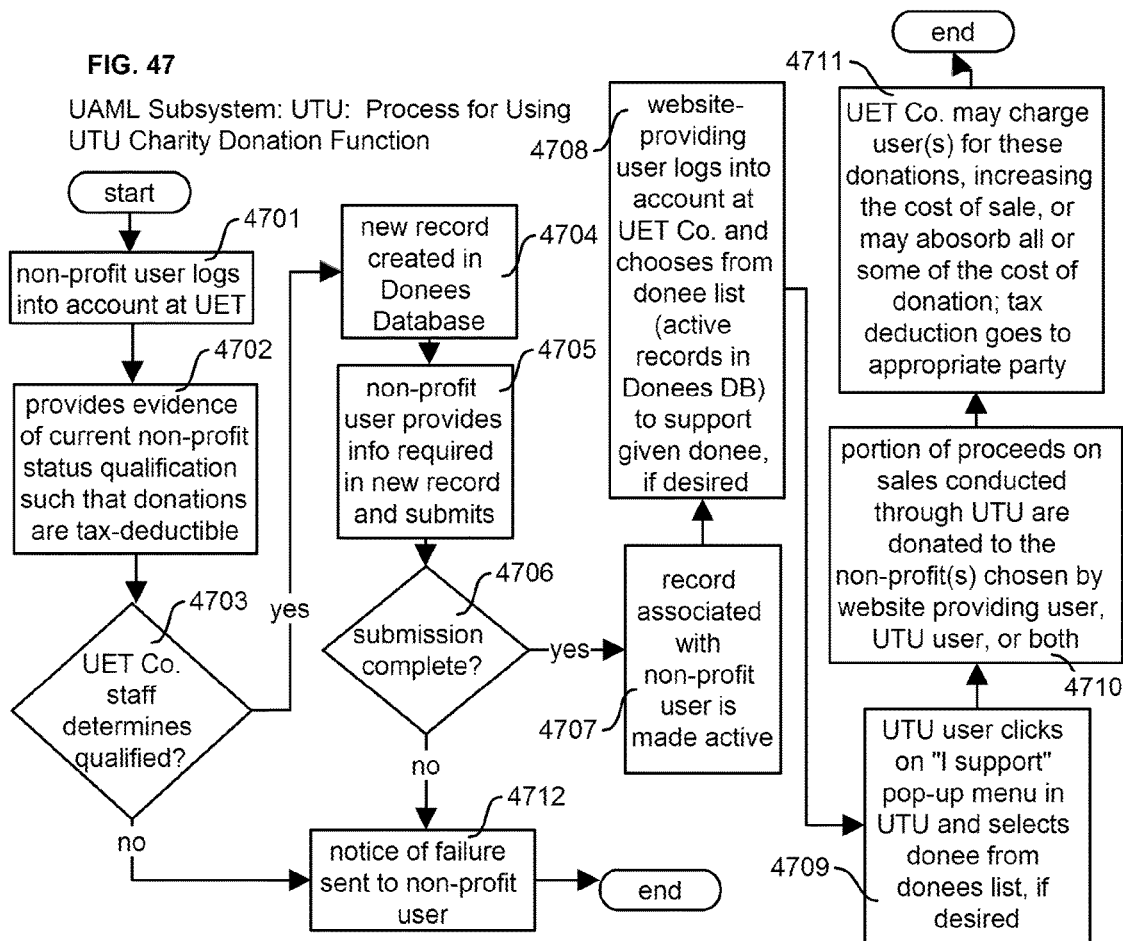 FIG. 47
UAML Subsystem: UTU: Process for Using
UTU Charity Donation Function
start
4701
non-profit user logs
into account at UET
4702
provides evidence
of current non-profit
status qualification
such that donations
are tax-deductible
4703
UET Co.
staff
determines
qualified?
yes
no
4704
new record
created in
Donees
Database
4705
non-profit
user provides
info required
in new record
and submits
4706
submission
complete?
yes
no
4712
notice of failure
sent to non-profit
user
end
4707
record
associated
with
non-profit
user is
made active
4708
website-
providing
user logs into
account at
UET Co. and
chooses from
donee list
(active
records in
Donees DB)
to support
given donee,
if desired
4709
UTU user clicks
on "I support"
pop-up menu in
UTU and selects
donee from
donees list, if
desired
4710
portion of proceeds on
sales conducted
through UTU are
donated to the
non-profit(s) chosen by
website providing user,
UTU user, or both
4711
UET Co. may charge
user(s) for these
donations, increasing
the cost of sale, or
may abosorb all or
some of the cost of
donation; tax
deduction goes to
appropriate party
end